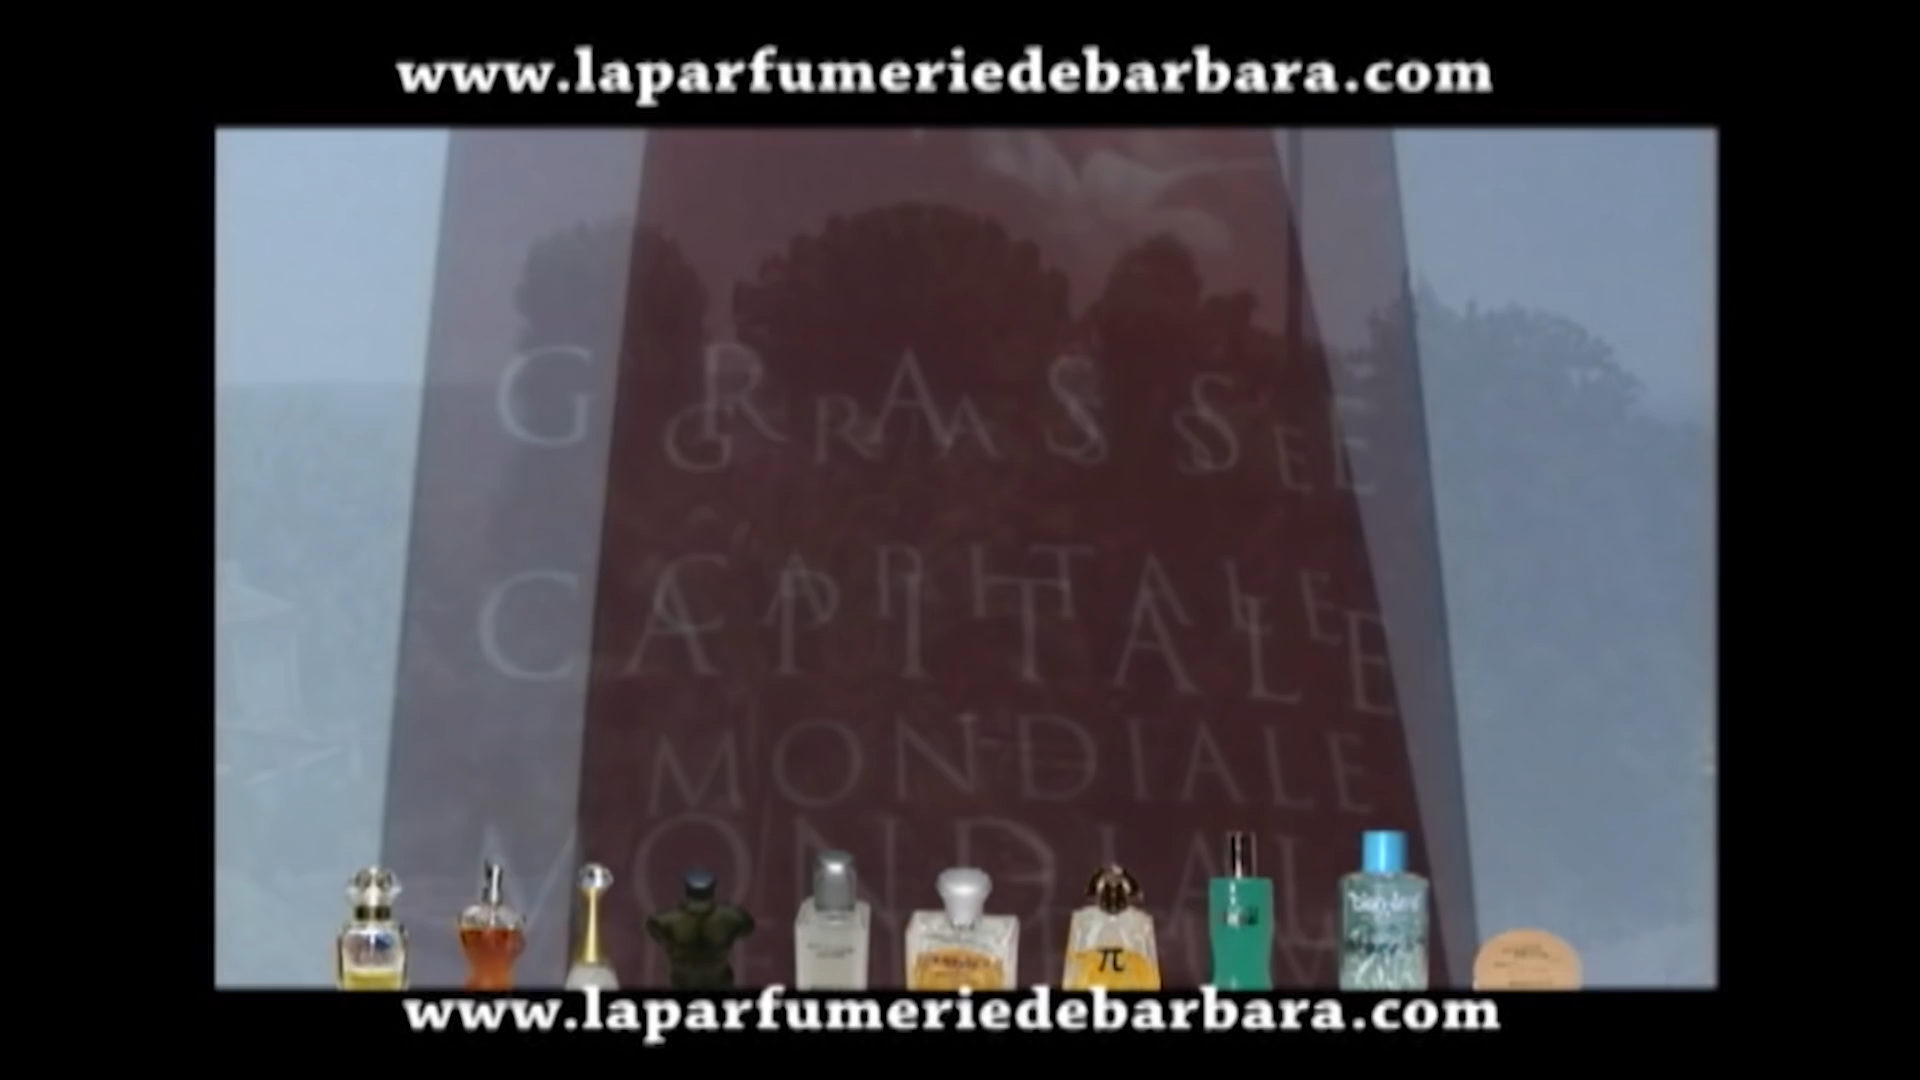 www.laparfumeriedebarbara.com
GRASSE
GRASSE
CAPITALE
CAPITALE
MONDIALE
MONDIALE
π
www.laparfumeriedebarbara.com